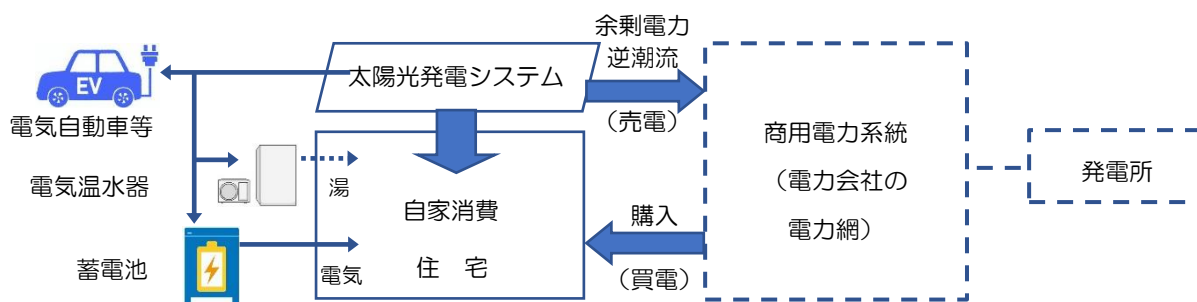 余剰電力
逆潮流
（売電）
太陽光発電システム
EV
電気自動車等
電気温水器
湯
蓄電池
電気
自家消費
住　宅
購入
（買電）
商用電力系統
（電力会社の
電力網）
発電所